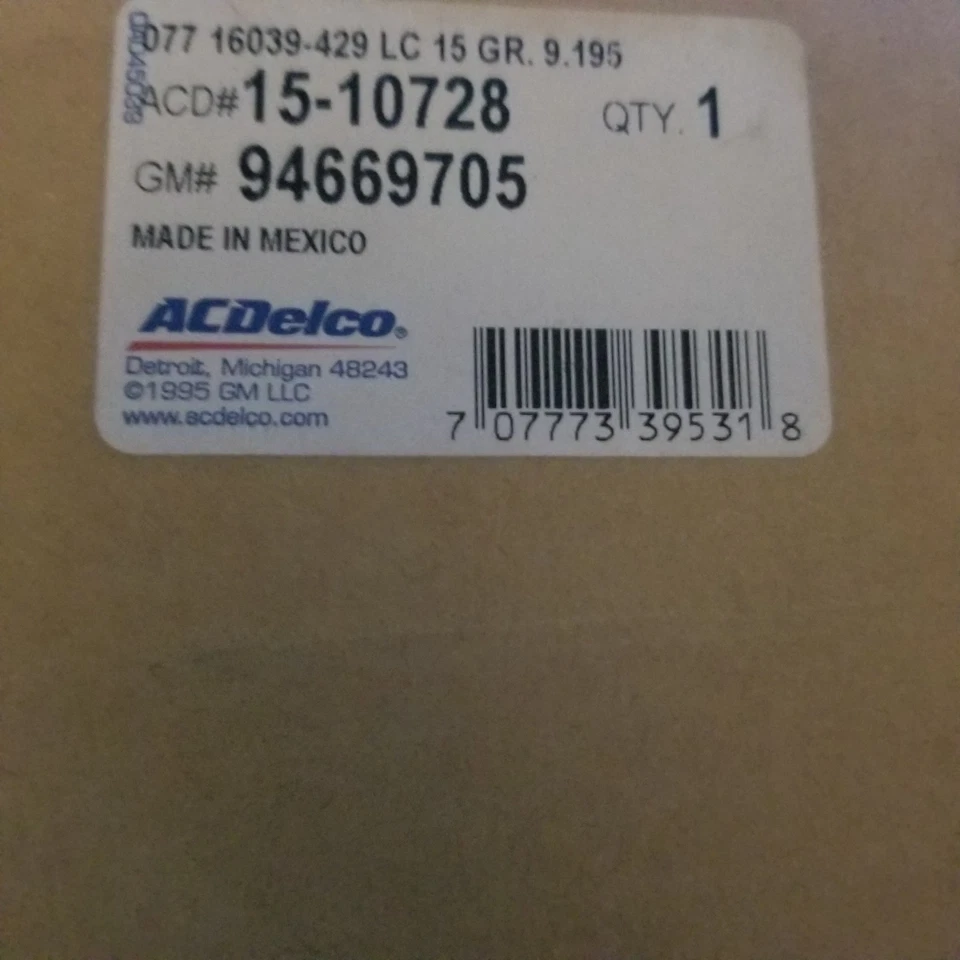 077 16039-429 LC 15 GR. 9.195
ACD# 15-10728 QTY. 1
GM# 94669705
MADE IN MEXICO
ACDelco®
Detroit, Michigan 48243
©1995 GM LLC
www.acdelco.com
7 07773 39531 8